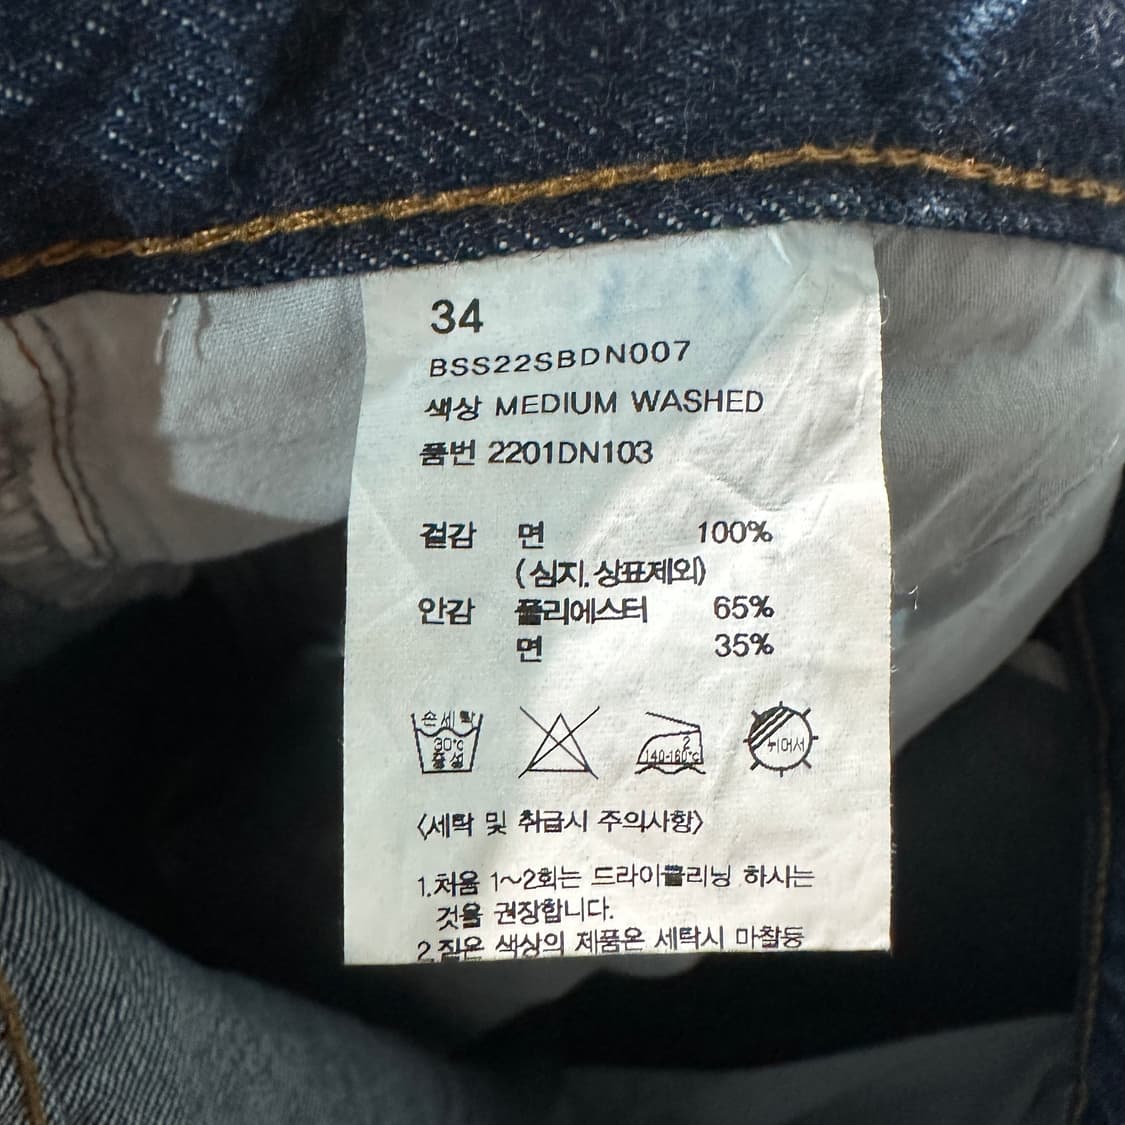 34
BSS22SBDN007
색상 MEDIUM WASHED
품번 2201DN103
겉감 면 100%
(심지, 상표제외)
안감 폴리에스터 65%
면 35%
손세탁
30℃
중성
2
140-160℃
뉘어서
<세탁 및 취급시 주의사항>
1.처음 1~2회는 드라이클리닝 하시는
것을 권장합니다.
2.짙은 색상의 제품은 세탁시 마찰등